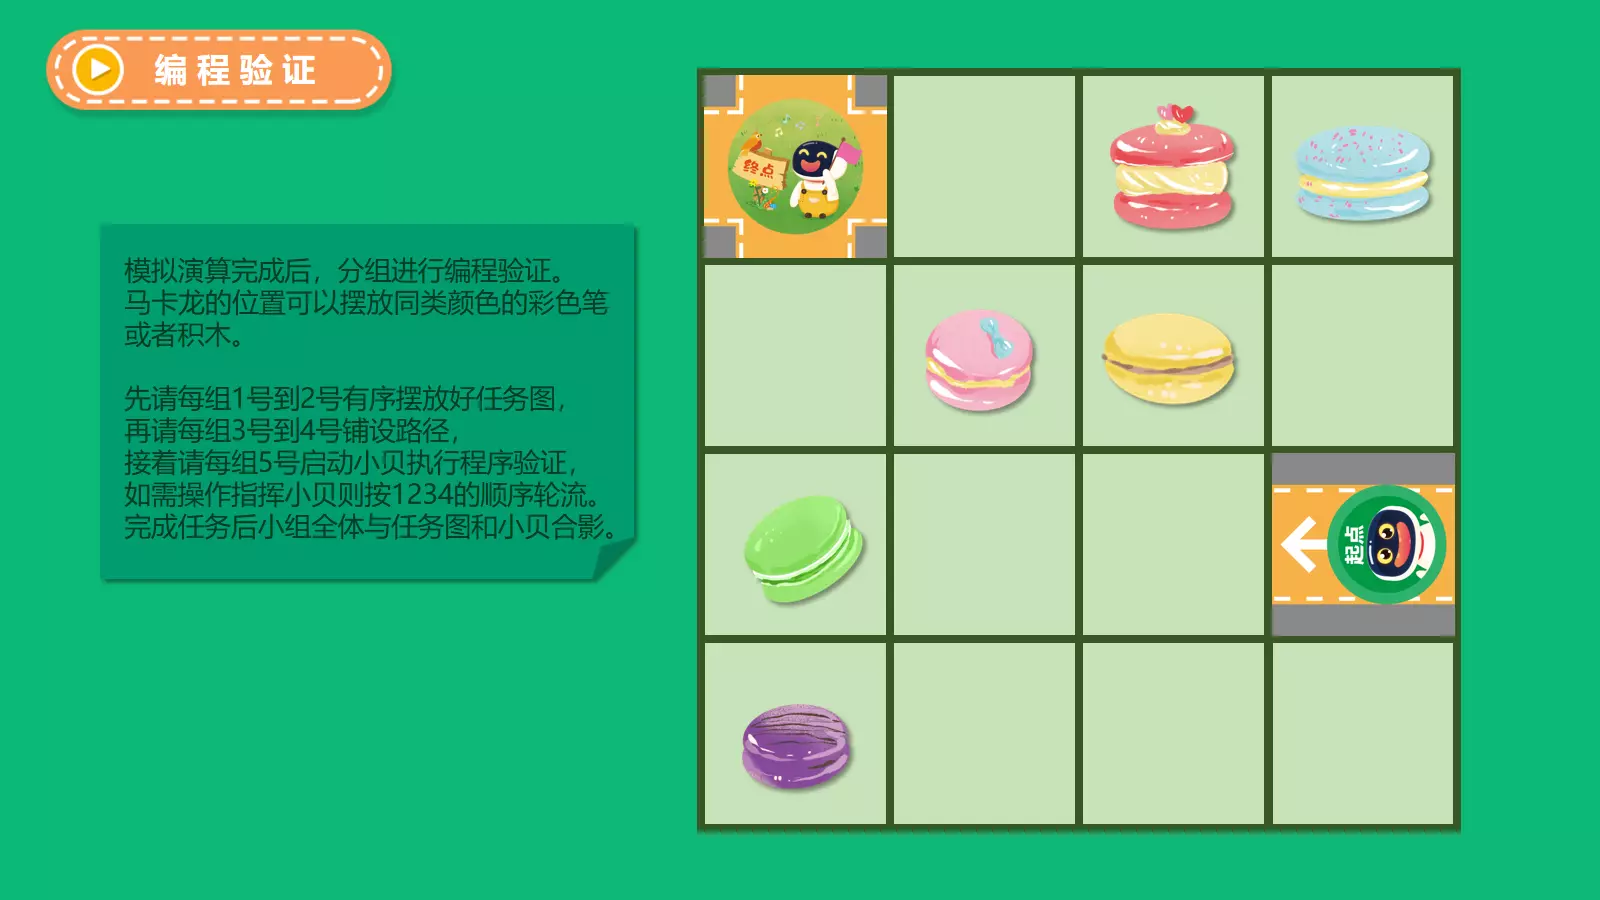 编程验证
模拟演算完成后，分组进行编程验证。
马卡龙的位置可以摆放同类颜色的彩色笔
或者积木。
先请每组1号到2号有序摆放好任务图，
再请每组3号到4号铺设路径，
接着请每组5号启动小贝执行程序验证，
如需操作指挥小贝则按1234的顺序轮流。
完成任务后小组全体与任务图和小贝合影。
终点
起点